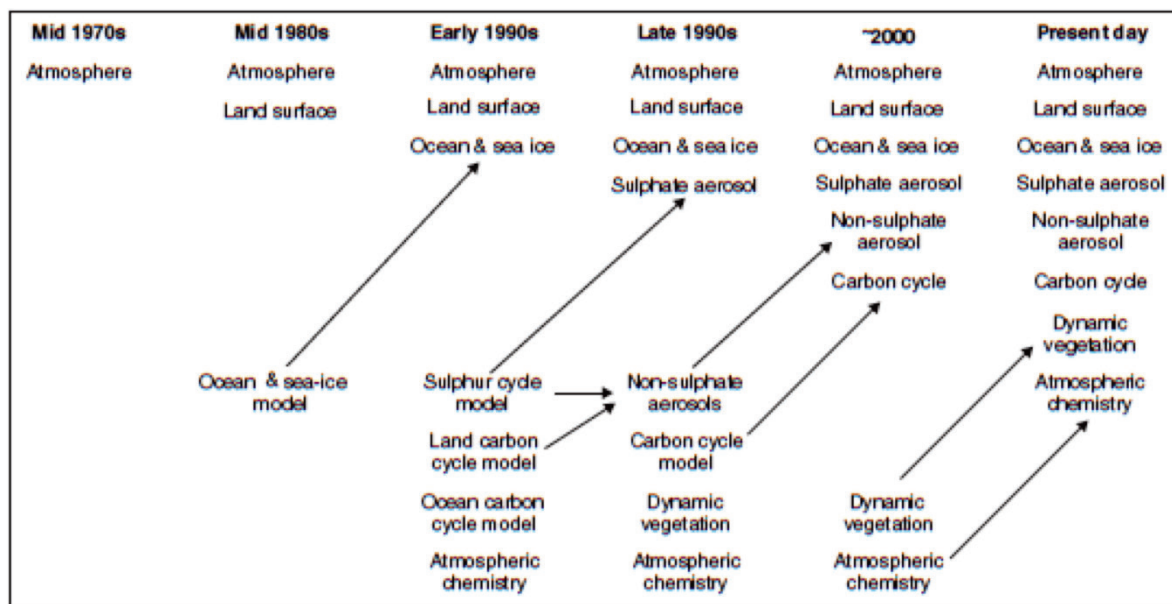 Mid 1970s Mid 1980s Early 1990s Late 1990s ~2000 Present day
Atmosphere Atmosphere Atmosphere Atmosphere Atmosphere Atmosphere
Land surface Land surface Land surface Land surface Land surface
Ocean & sea ice Ocean & sea ice Ocean & sea ice Ocean & sea ice
Sulphate aerosol Sulphate aerosol Sulphate aerosol
Non-sulphate Non-sulphate
aerosol aerosol
Carbon cycle Carbon cycle
Dynamic
vegetation
Ocean & sea-ice Sulphur cycle Non-sulphate Atmospheric
model model aerosols chemistry
Land carbon Carbon cycle
cycle model model
Ocean carbon Dynamic Dynamic
cycle model vegetation vegetation
Atmospheric Atmospheric Atmospheric
chemistry chemistry chemistry